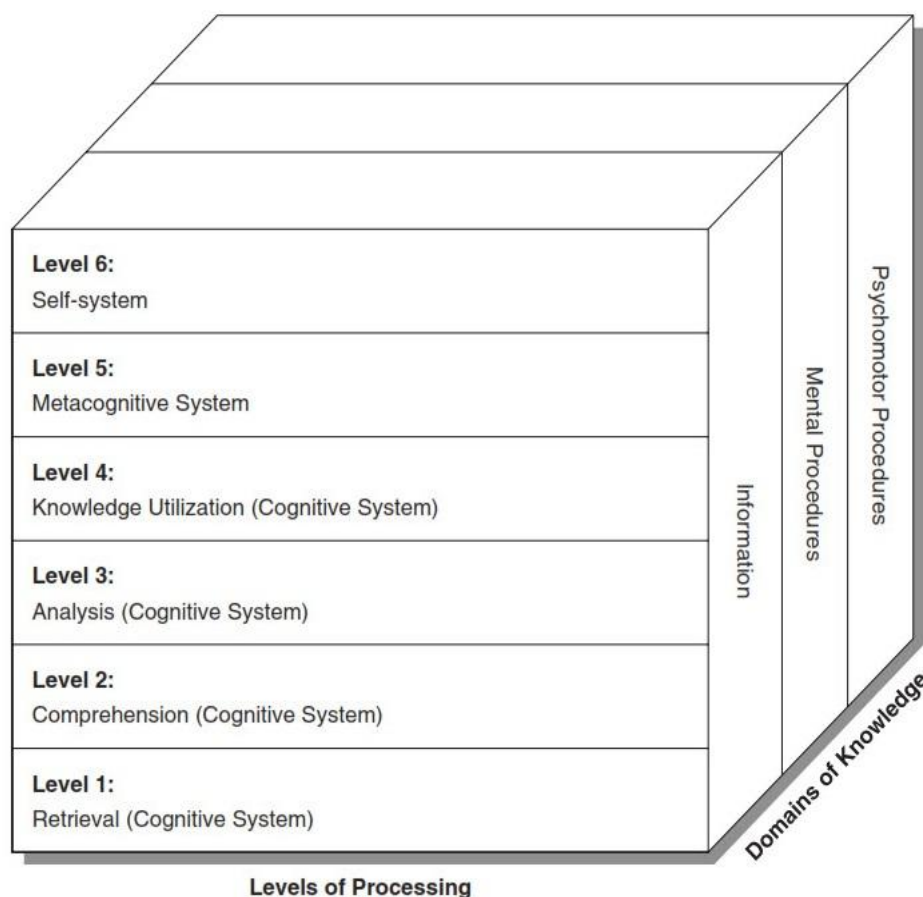 Level 6:
Self-system
Level 5:
Metacognitive System
Level 4:
Knowledge Utilization (Cognitive System)
Level 3:
Analysis (Cognitive System)
Level 2:
Comprehension (Cognitive System)
Level 1:
Retrieval (Cognitive System)
Information
Mental Procedures
Psychomotor Procedures
Domains of Knowledge
Levels of Processing